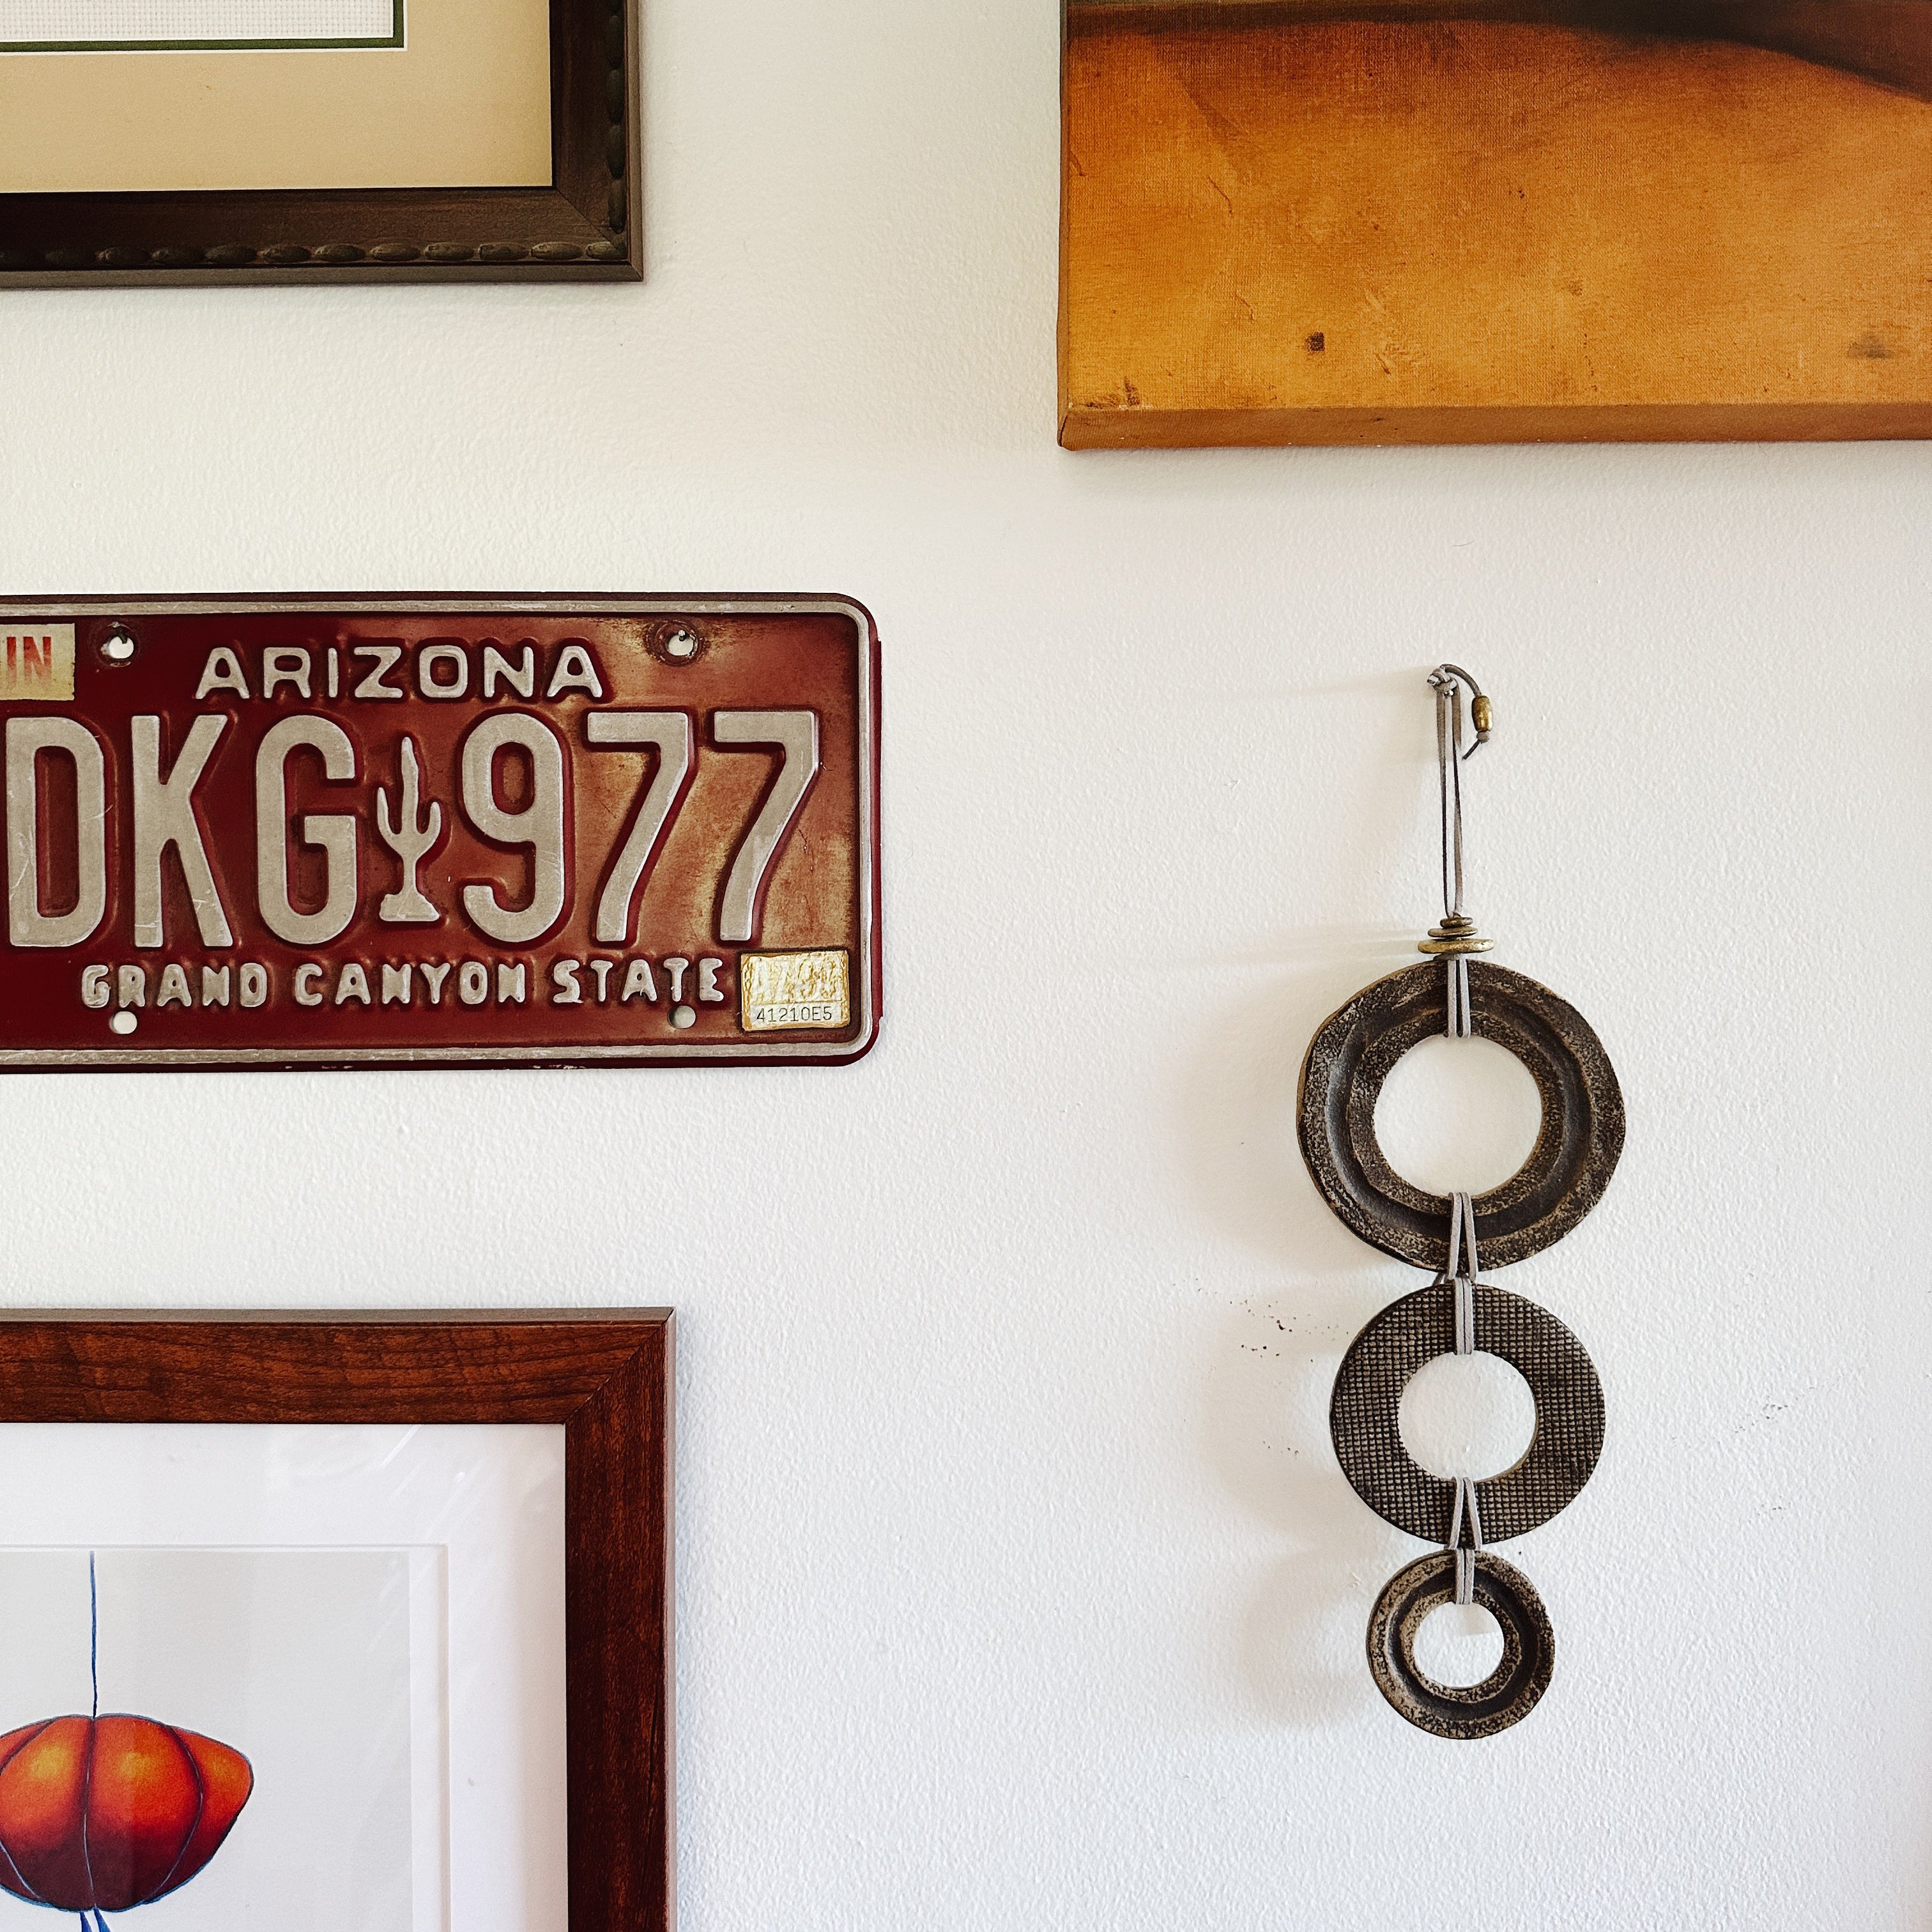 IN
ARIZONA
DKG 977
GRAND CANYON STATE
41210E5